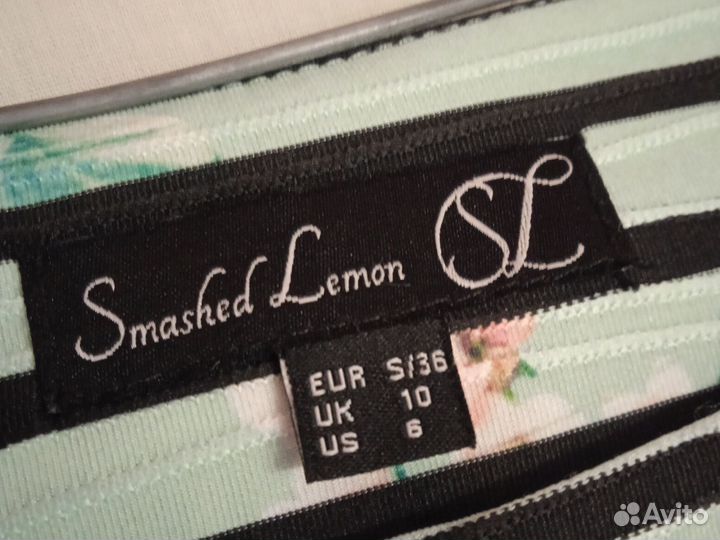 Smashed Lemon SL
EUR S/36
UK 10
US 6
Avito